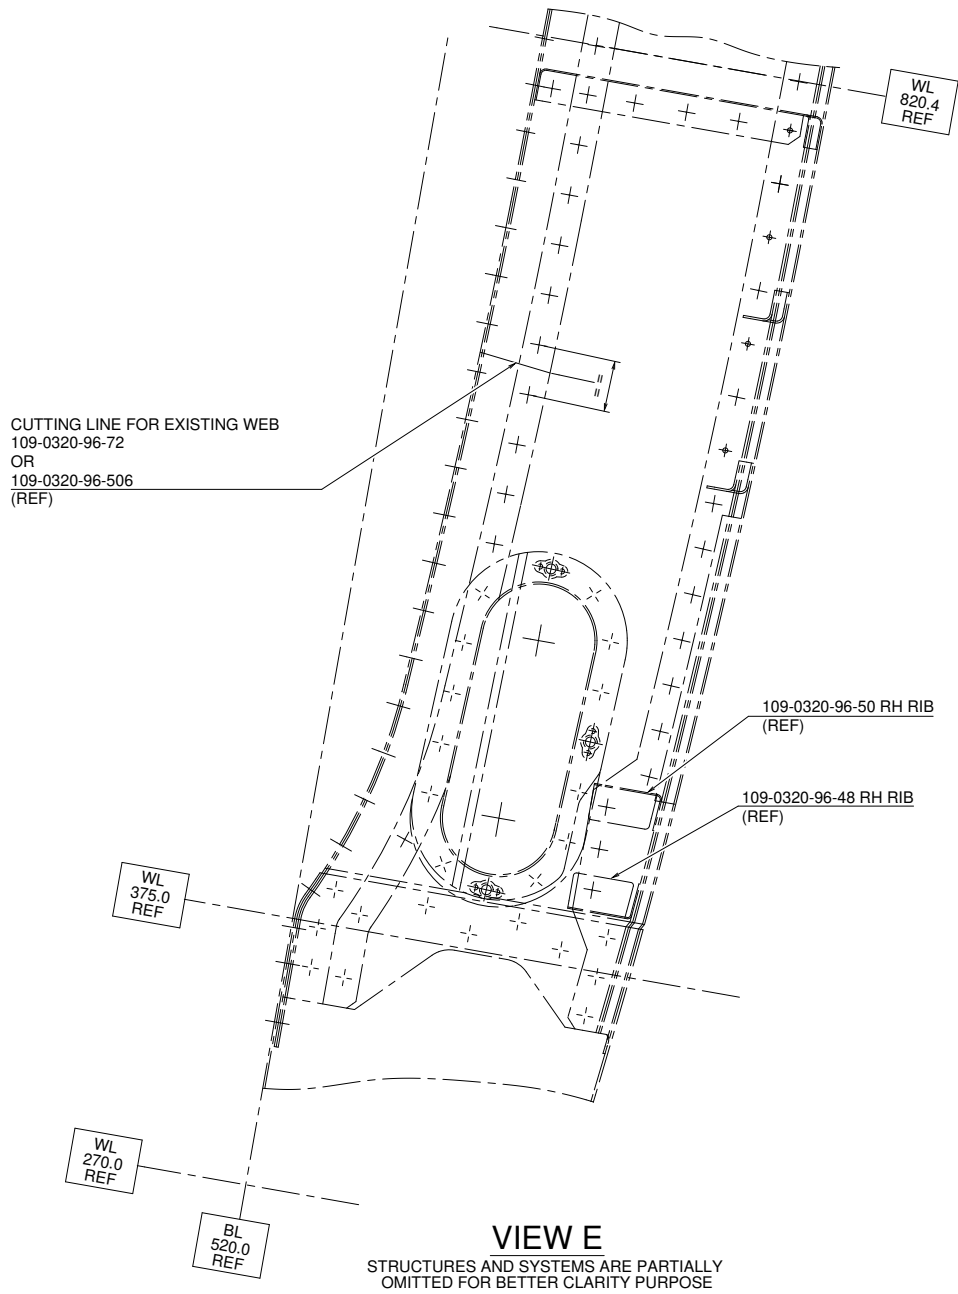 WL
820.4
REF
CUTTING LINE FOR EXISTING WEB
109-0320-96-72
OR
109-0320-96-506
(REF)
109-0320-96-50 RH RIB
(REF)
109-0320-96-48 RH RIB
(REF)
WL
375.0
REF
WL
270.0
REF
BL
520.0
REF
VIEW E
STRUCTURES AND SYSTEMS ARE PARTIALLY
OMITTED FOR BETTER CLARITY PURPOSE